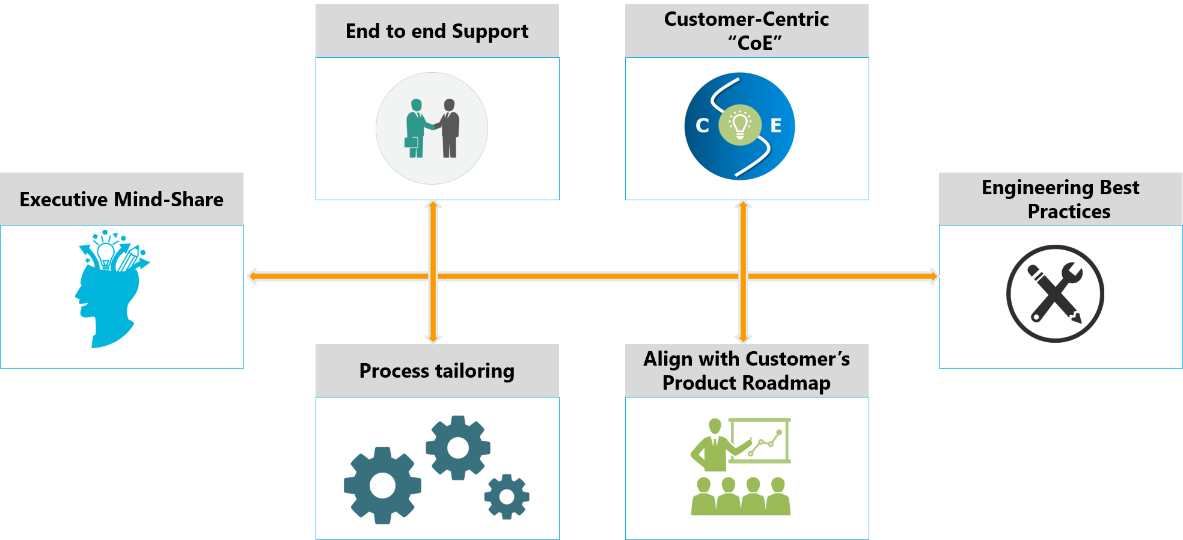 End to end Support
Customer-Centric
“CoE”
Executive Mind-Share
Engineering Best
Practices
C E
Process tailoring
Align with Customer’s
Product Roadmap